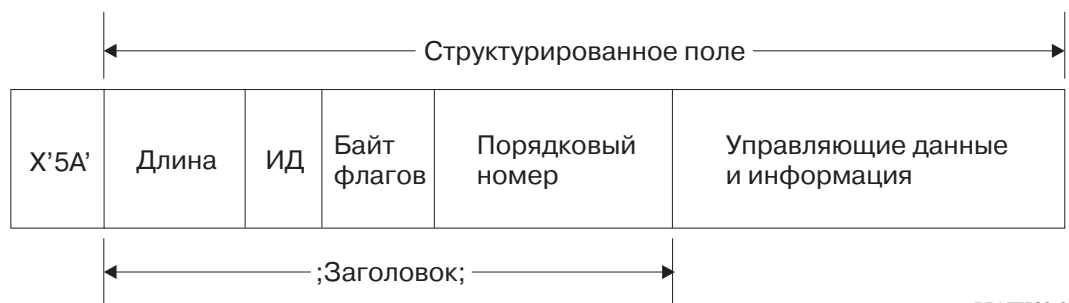 Структурированное поле
X'5A'
Длина
ИД
Байт
флагов
Порядковый
номер
Управляющие данные
и информация
;Заголовок;